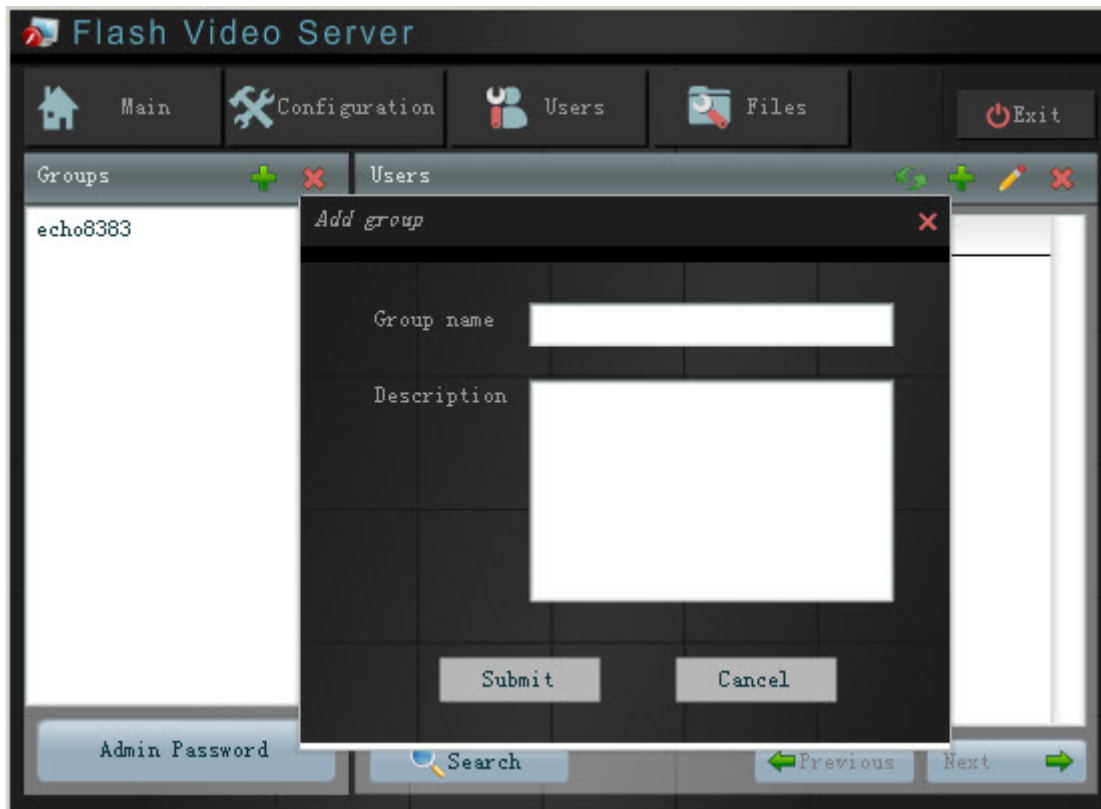 Flash Video Server
Main Configuration Users Files Exit
Groups Users
echo8383
Add group
Group name
Description
Submit Cancel
Admin Password Search Previous Next